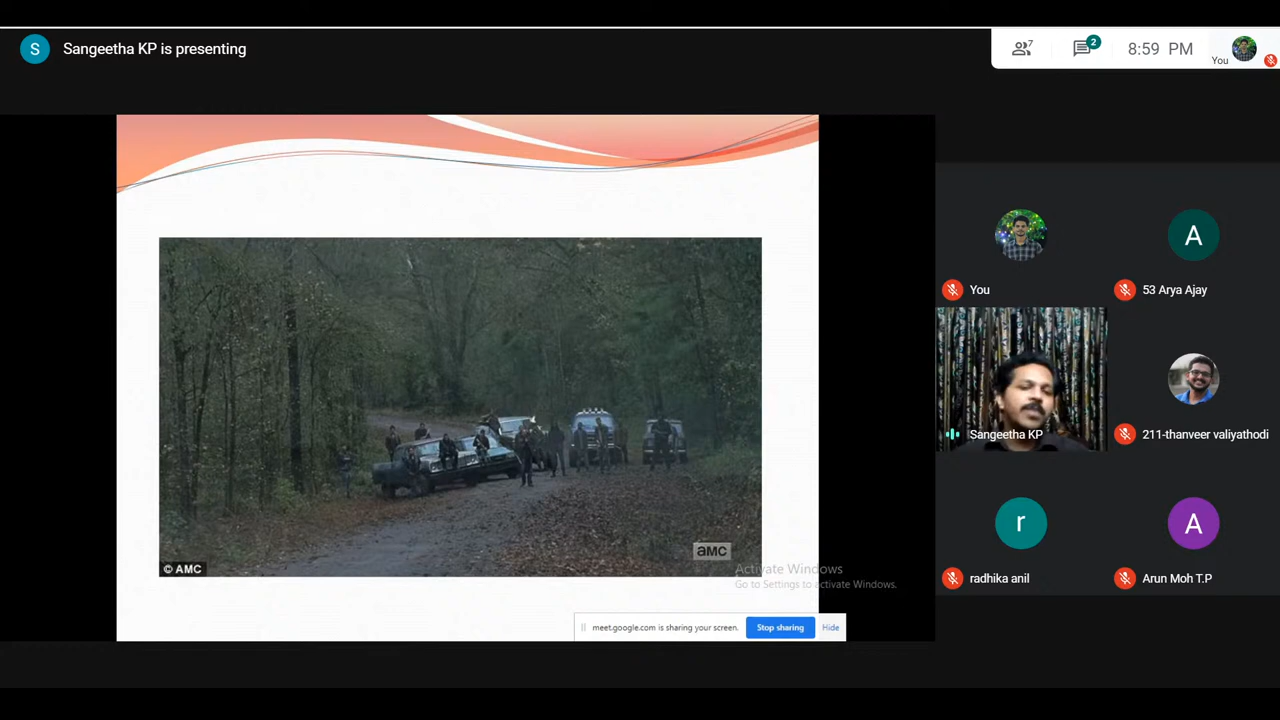 S
Sangeetha KP is presenting
7
2
8:59 PM
You
You
A
53 Arya Ajay
Sangeetha KP
211-thanveer valiyathodi
r
radhika anil
A
Arun Moh T.P
amc
© AMC
Activate Windows
Go to Settings to activate Windows.
meet.google.com is sharing your screen.
Stop sharing
Hide